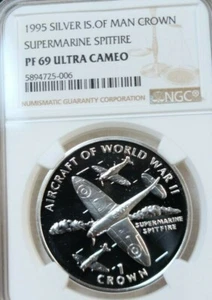 1995 SILVER IS.OF MAN CROWN
SUPERMARINE SPITFIRE
PF 69 ULTRA CAMEO
5894725-006
NUMISMATIC GUARANTY CORPORATION
NGC
AIRCRAFT OF WORLD WAR II
SUPERMARINE
SPITFIRE
1
CROWN